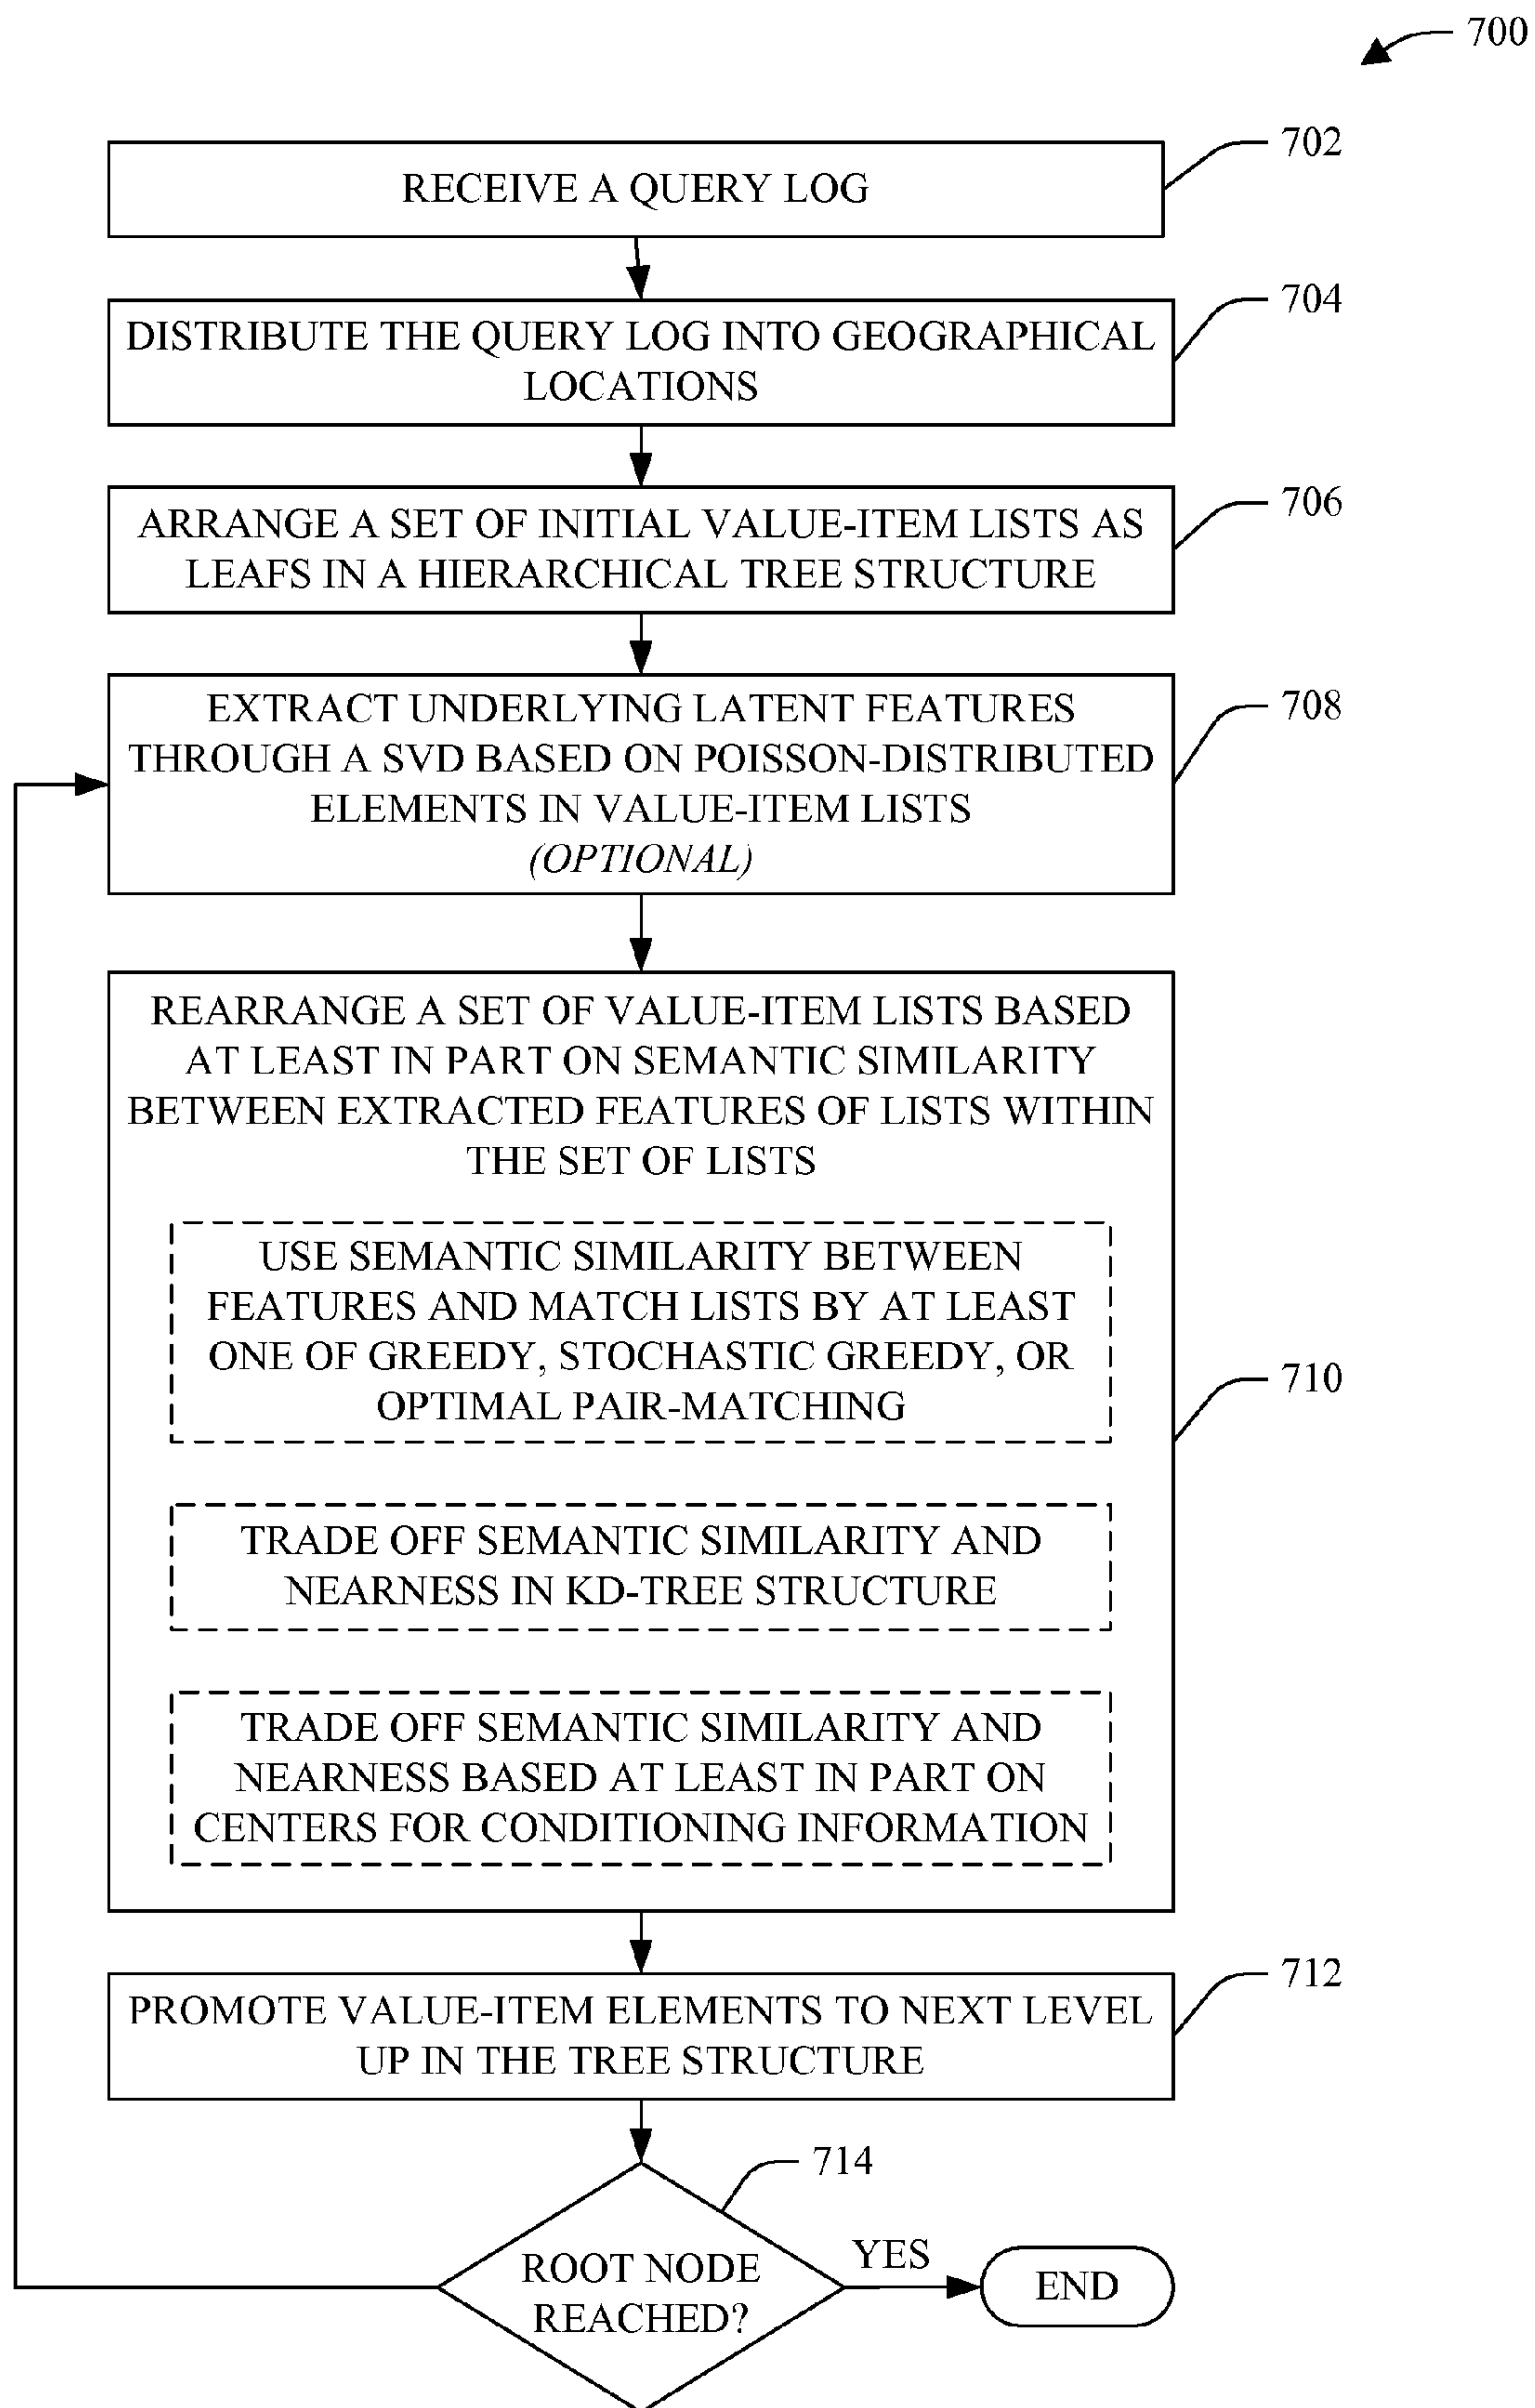 700
702
RECEIVE A QUERY LOG
704
DISTRIBUTE THE QUERY LOG INTO GEOGRAPHICAL
LOCATIONS
706
ARRANGE A SET OF INITIAL VALUE-ITEM LISTS AS
LEAFS IN A HIERARCHICAL TREE STRUCTURE
708
EXTRACT UNDERLYING LATENT FEATURES
THROUGH A SVD BASED ON POISSON-DISTRIBUTED
ELEMENTS IN VALUE-ITEM LISTS
(OPTIONAL)
REARRANGE A SET OF VALUE-ITEM LISTS BASED
AT LEAST IN PART ON SEMANTIC SIMILARITY
BETWEEN EXTRACTED FEATURES OF LISTS WITHIN
THE SET OF LISTS
USE SEMANTIC SIMILARITY BETWEEN
FEATURES AND MATCH LISTS BY AT LEAST
ONE OF GREEDY, STOCHASTIC GREEDY, OR
OPTIMAL PAIR-MATCHING
710
TRADE OFF SEMANTIC SIMILARITY AND
NEARNESS IN KD-TREE STRUCTURE
TRADE OFF SEMANTIC SIMILARITY AND
NEARNESS BASED AT LEAST IN PART ON
CENTERS FOR CONDITIONING INFORMATION
712
PROMOTE VALUE-ITEM ELEMENTS TO NEXT LEVEL
UP IN THE TREE STRUCTURE
714
ROOT NODE
REACHED?
YES
END